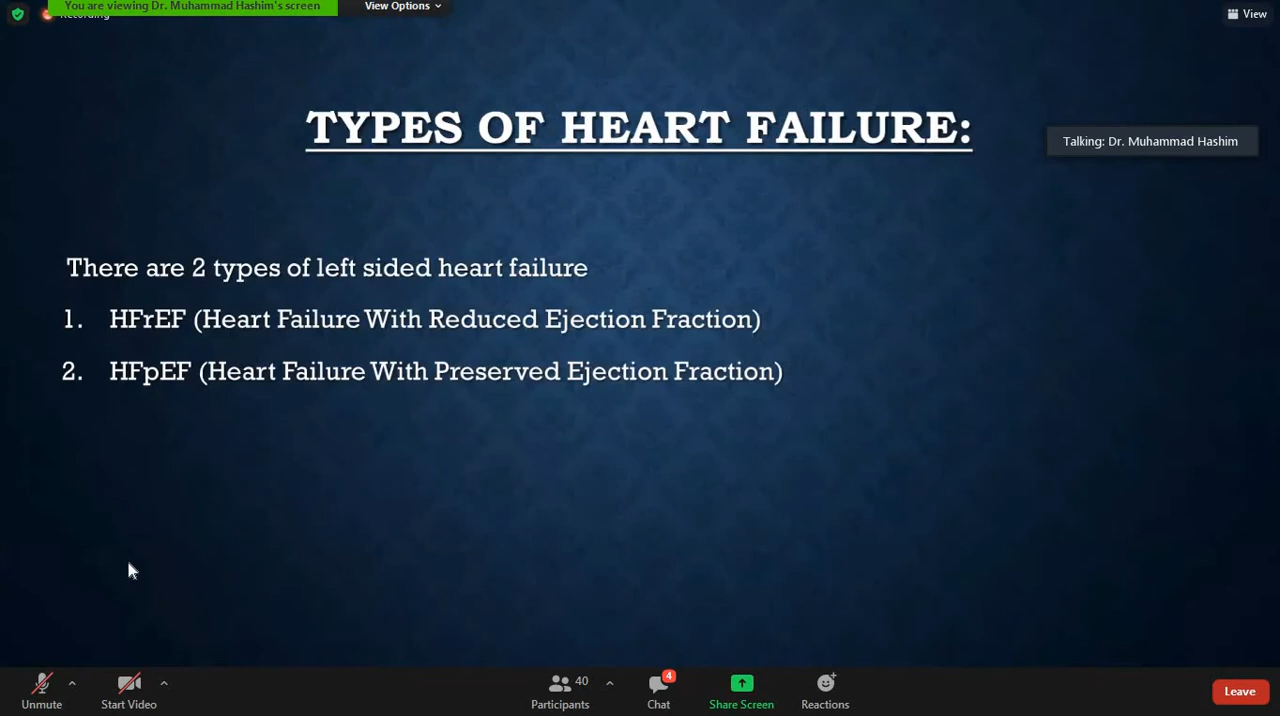 You are viewing Dr. Muhammad Hashim's screen
View Options
Recording
View
TYPES OF HEART FAILURE:
Talking: Dr. Muhammad Hashim
There are 2 types of left sided heart failure
1. HFrEF (Heart Failure With Reduced Ejection Fraction)
2. HFpEF (Heart Failure With Preserved Ejection Fraction)
40
4
Unmute
Start Video
Participants
Chat
Share Screen
Reactions
Leave